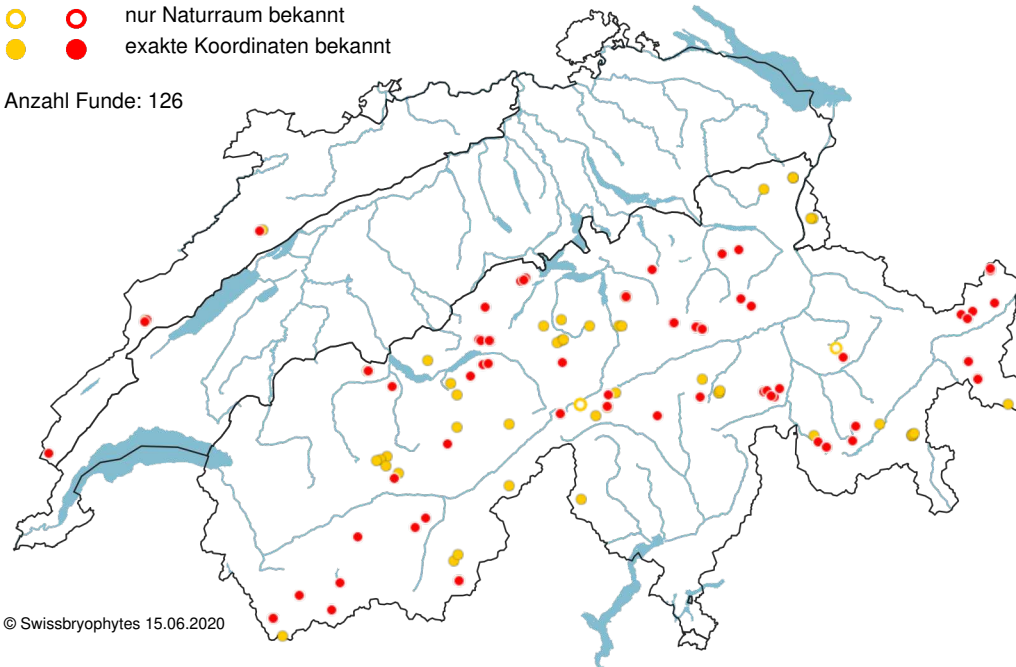 nur Naturraum bekannt
exakte Koordinaten bekannt
Anzahl Funde: 126
© Swissbryophytes 15.06.2020